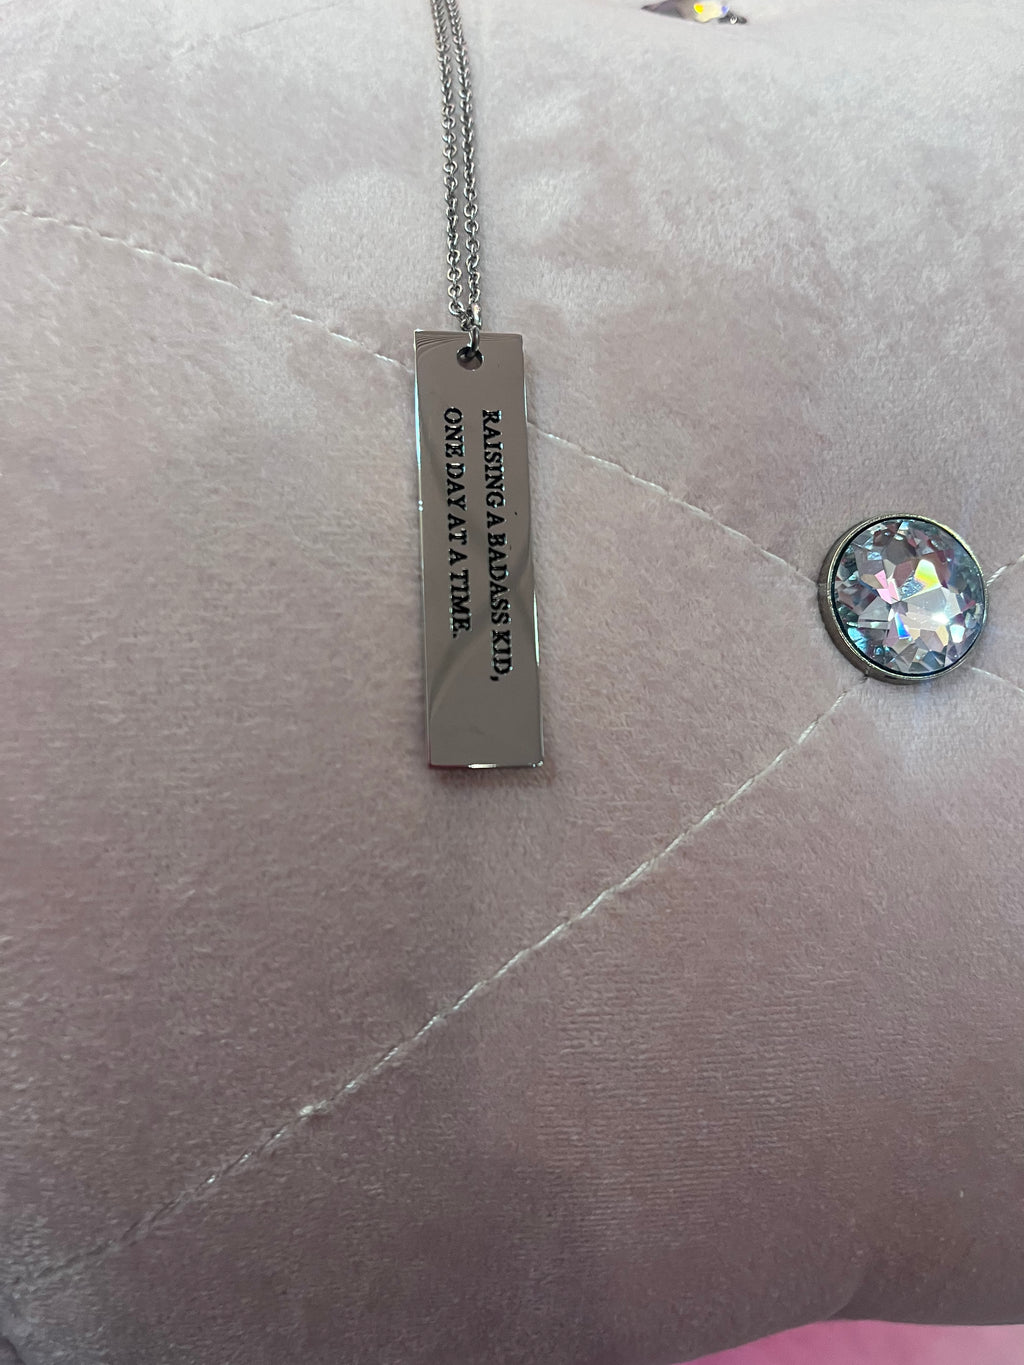 RAISING A BADASS KID,
ONE DAY AT A TIME.